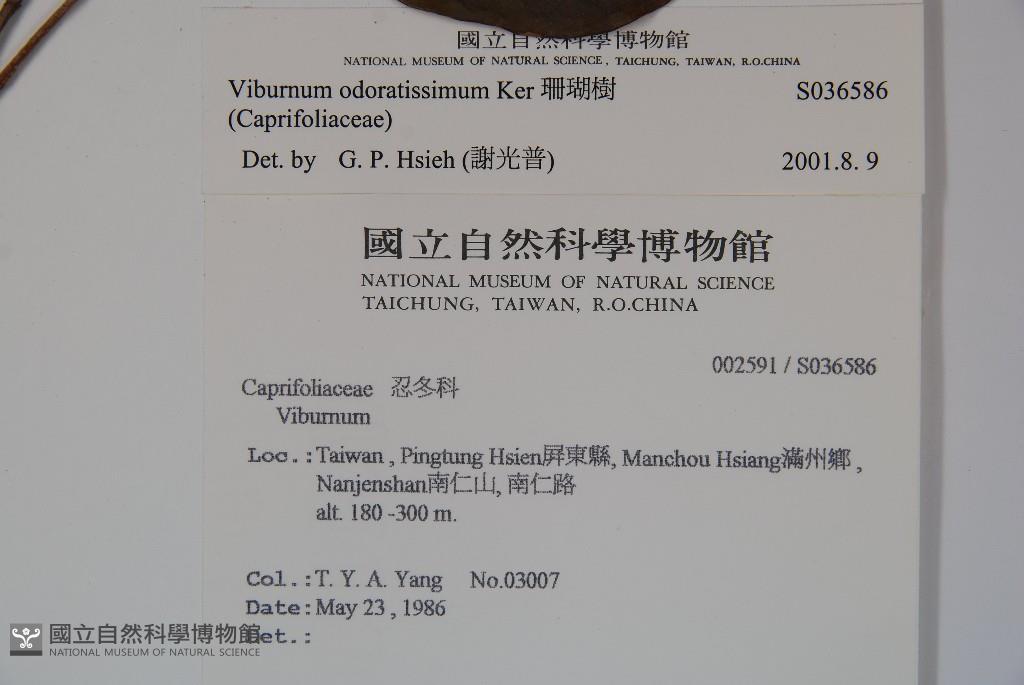 國立自然科學博物館
NATIONAL MUSEUM OF NATURAL SCIENCE, TAICHUNG, TAIWAN, R.O.CHINA
Viburnum odoratissimum Ker 珊瑚樹 S036586
(Caprifoliaceae)
Det. by G. P. Hsieh (謝光普) 2001.8. 9
國立自然科學博物館
NATIONAL MUSEUM OF NATURAL SCIENCE
TAICHUNG, TAIWAN, R.O.CHINA
002591 / S036586
Caprifoliaceae 忍冬科
Viburnum
Loc.:Taiwan , Pingtung Hsien屏東縣, Manchou Hsiang滿州鄉 ,
Nanjenshan南仁山, 南仁路
alt. 180 -300 m.
Col.:T. Y. A. Yang No.03007
Date:May 23 , 1986
Det.:
國立自然科學博物館
NATIONAL MUSEUM OF NATURAL SCIENCE